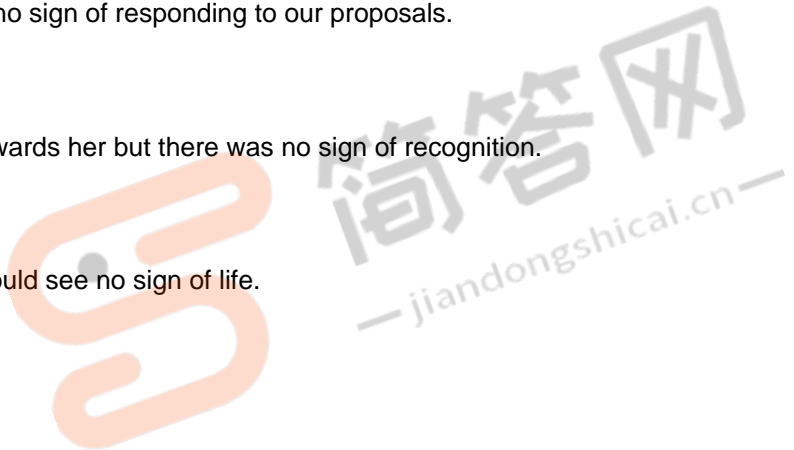 no sign of responding to our proposals.
wards her but there was no sign of recognition.
ould see no sign of life.
简答网
jiandongshicai.cn